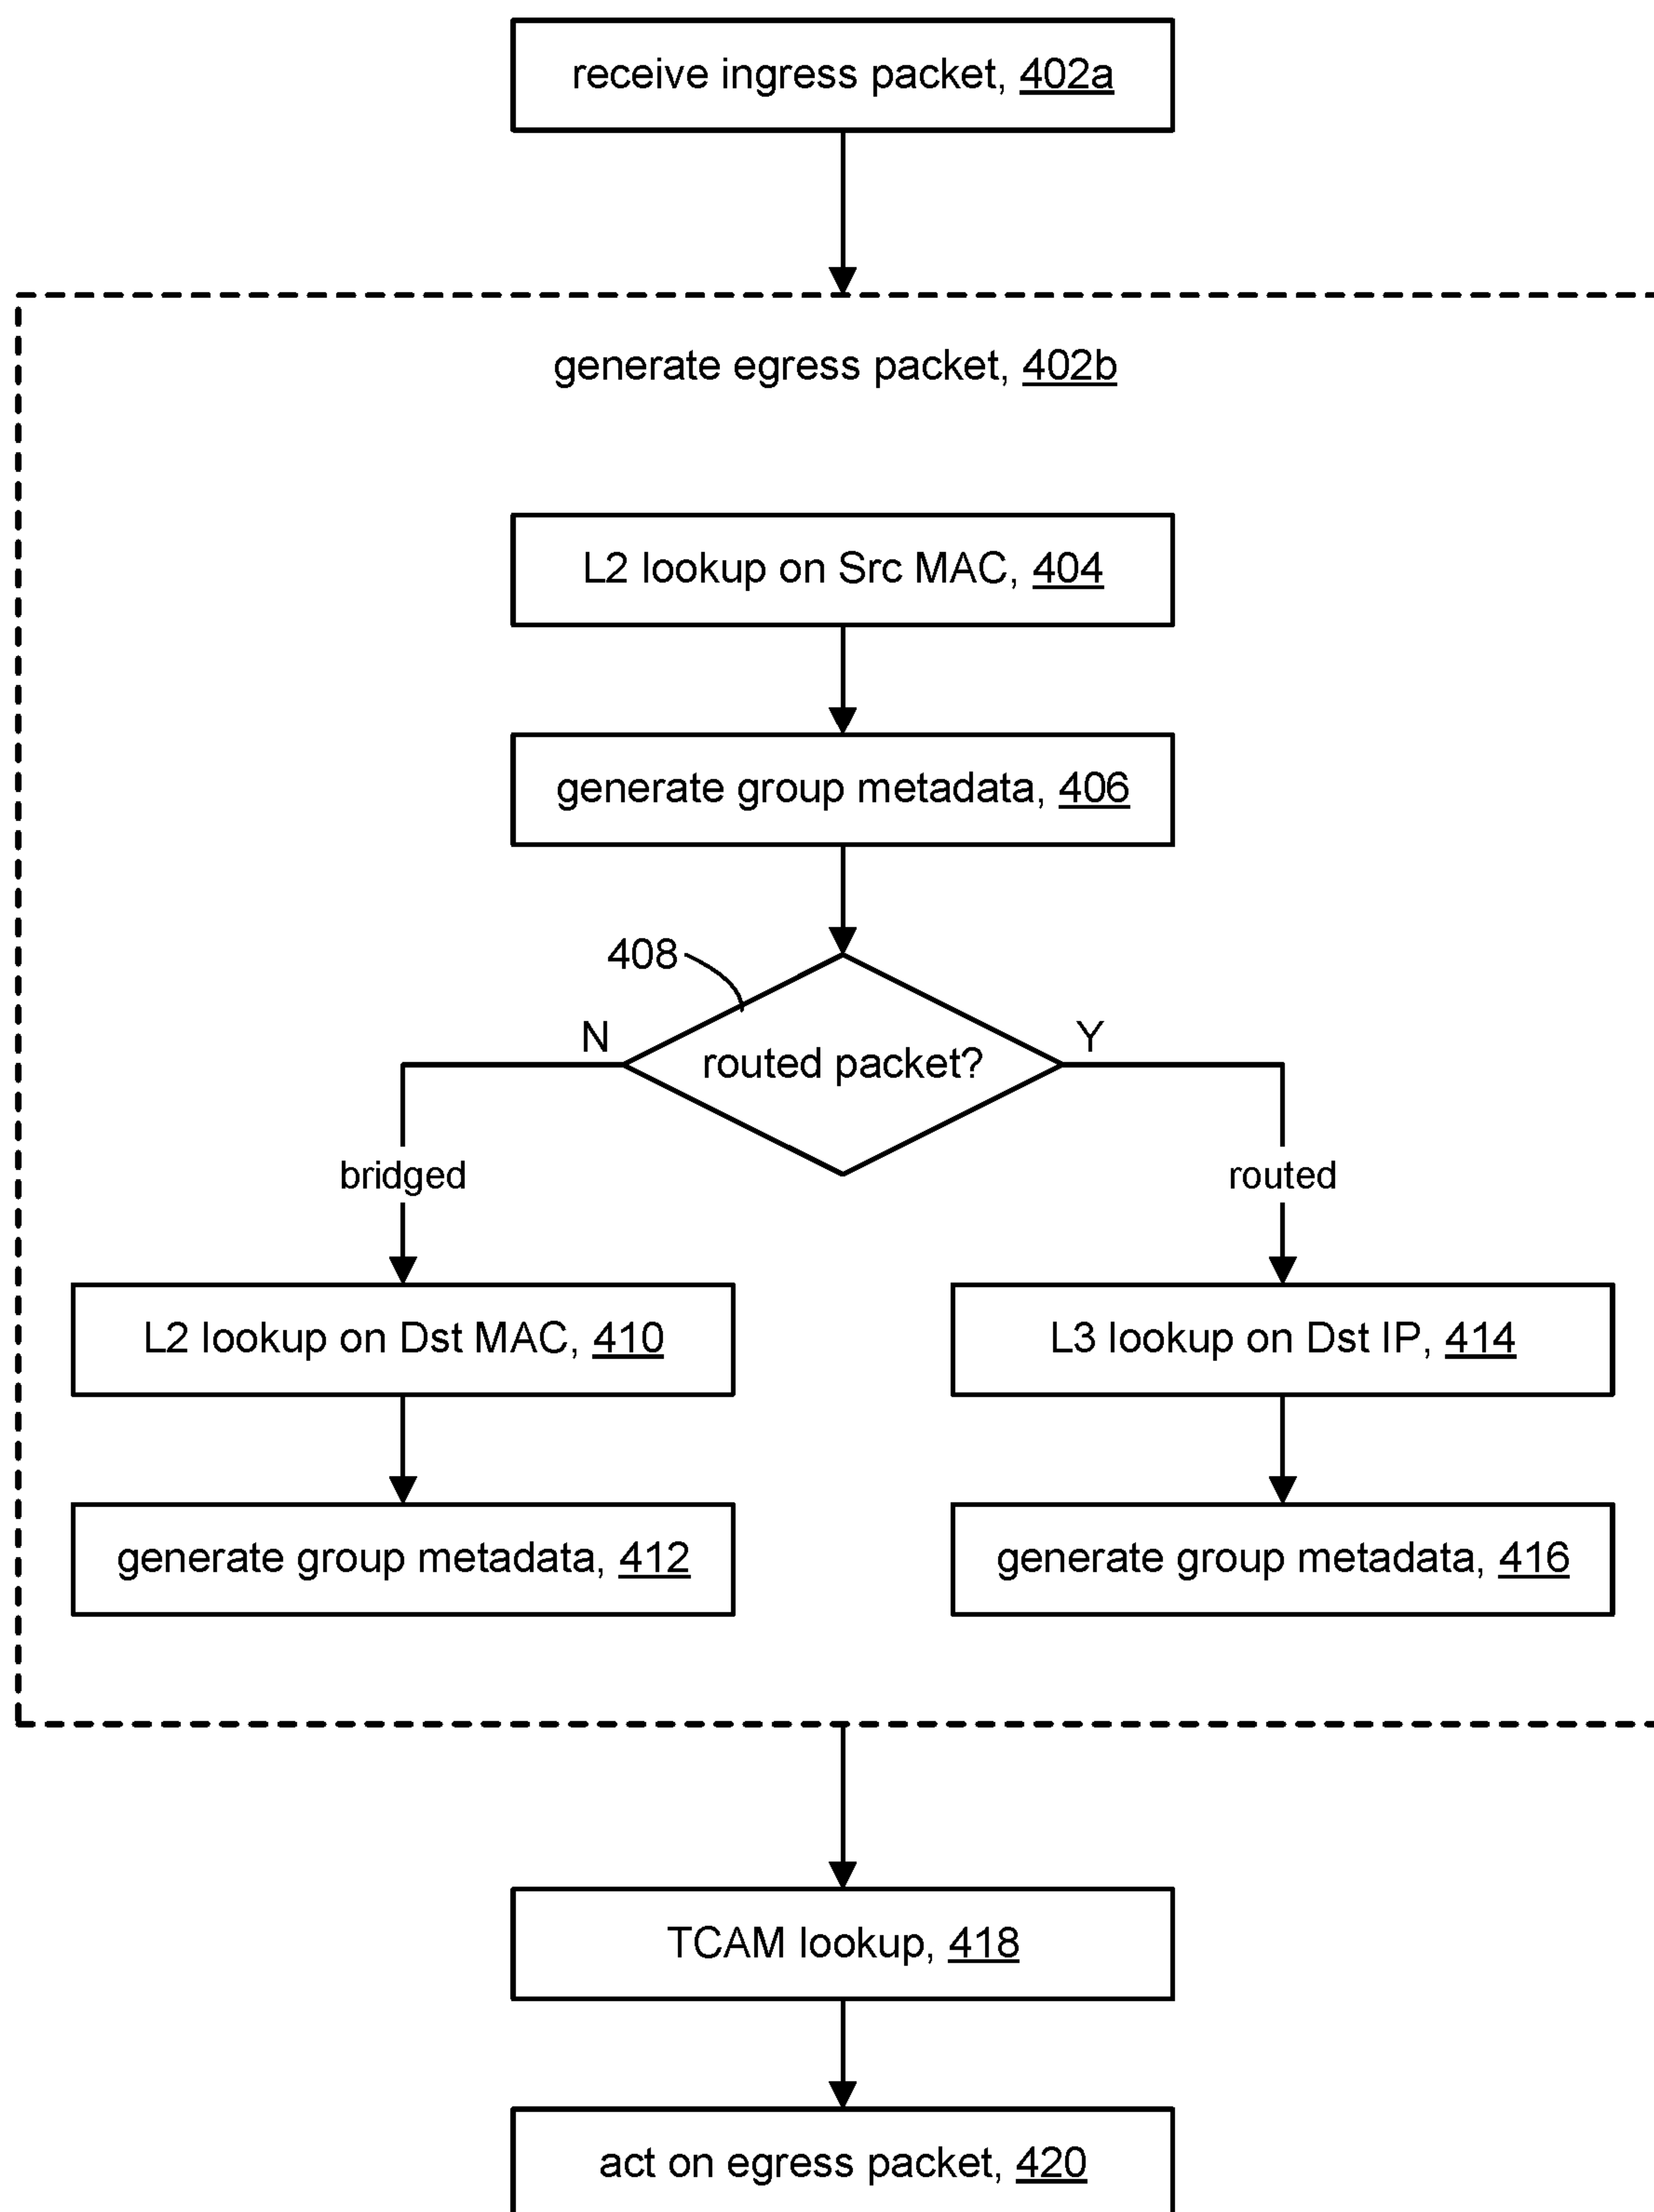 receive ingress packet, 402a
generate egress packet, 402b
L2 lookup on Src MAC, 404
generate group metadata, 406
408
N
Y
routed packet?
bridged
routed
L2 lookup on Dst MAC, 410
L3 lookup on Dst IP, 414
generate group metadata, 412
generate group metadata, 416
TCAM lookup, 418
act on egress packet, 420